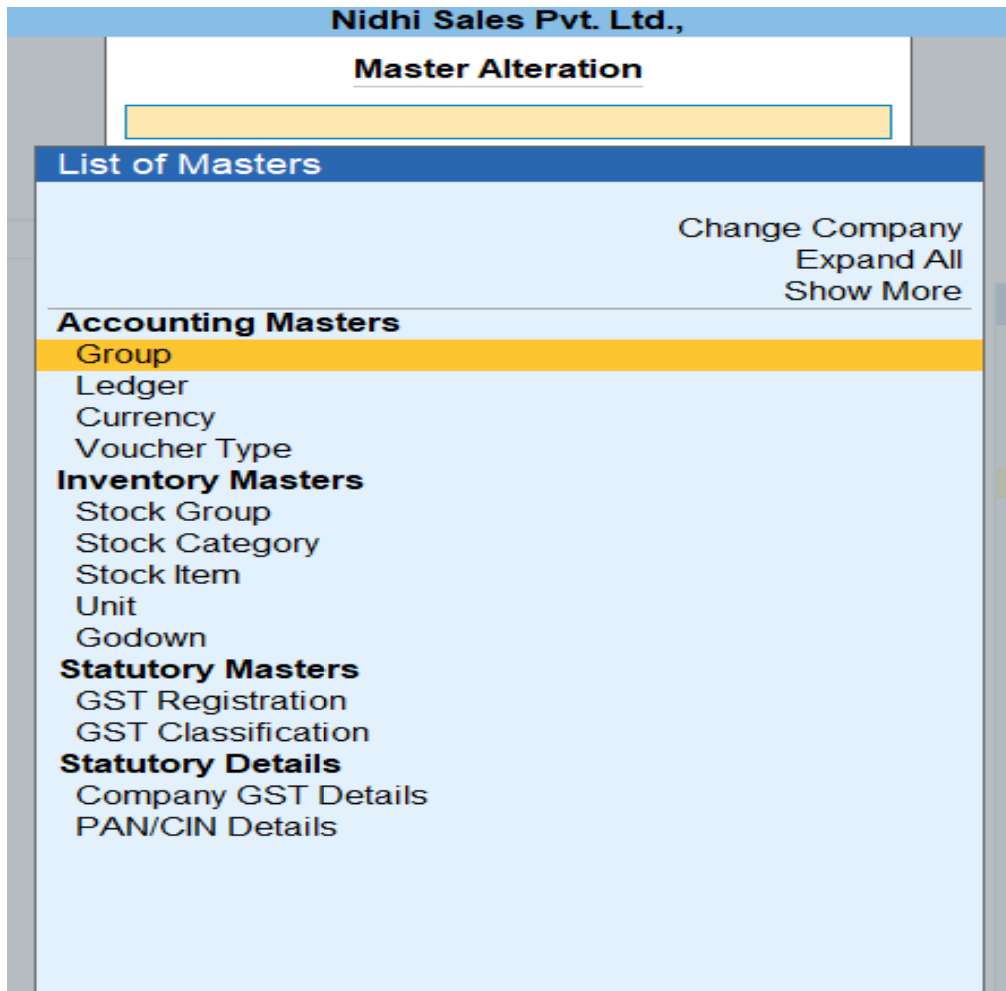 Nidhi Sales Pvt. Ltd.,
Master Alteration
List of Masters
Change Company
Expand All
Show More
Accounting Masters
Group
Ledger
Currency
Voucher Type
Inventory Masters
Stock Group
Stock Category
Stock Item
Unit
Godown
Statutory Masters
GST Registration
GST Classification
Statutory Details
Company GST Details
PAN/CIN Details